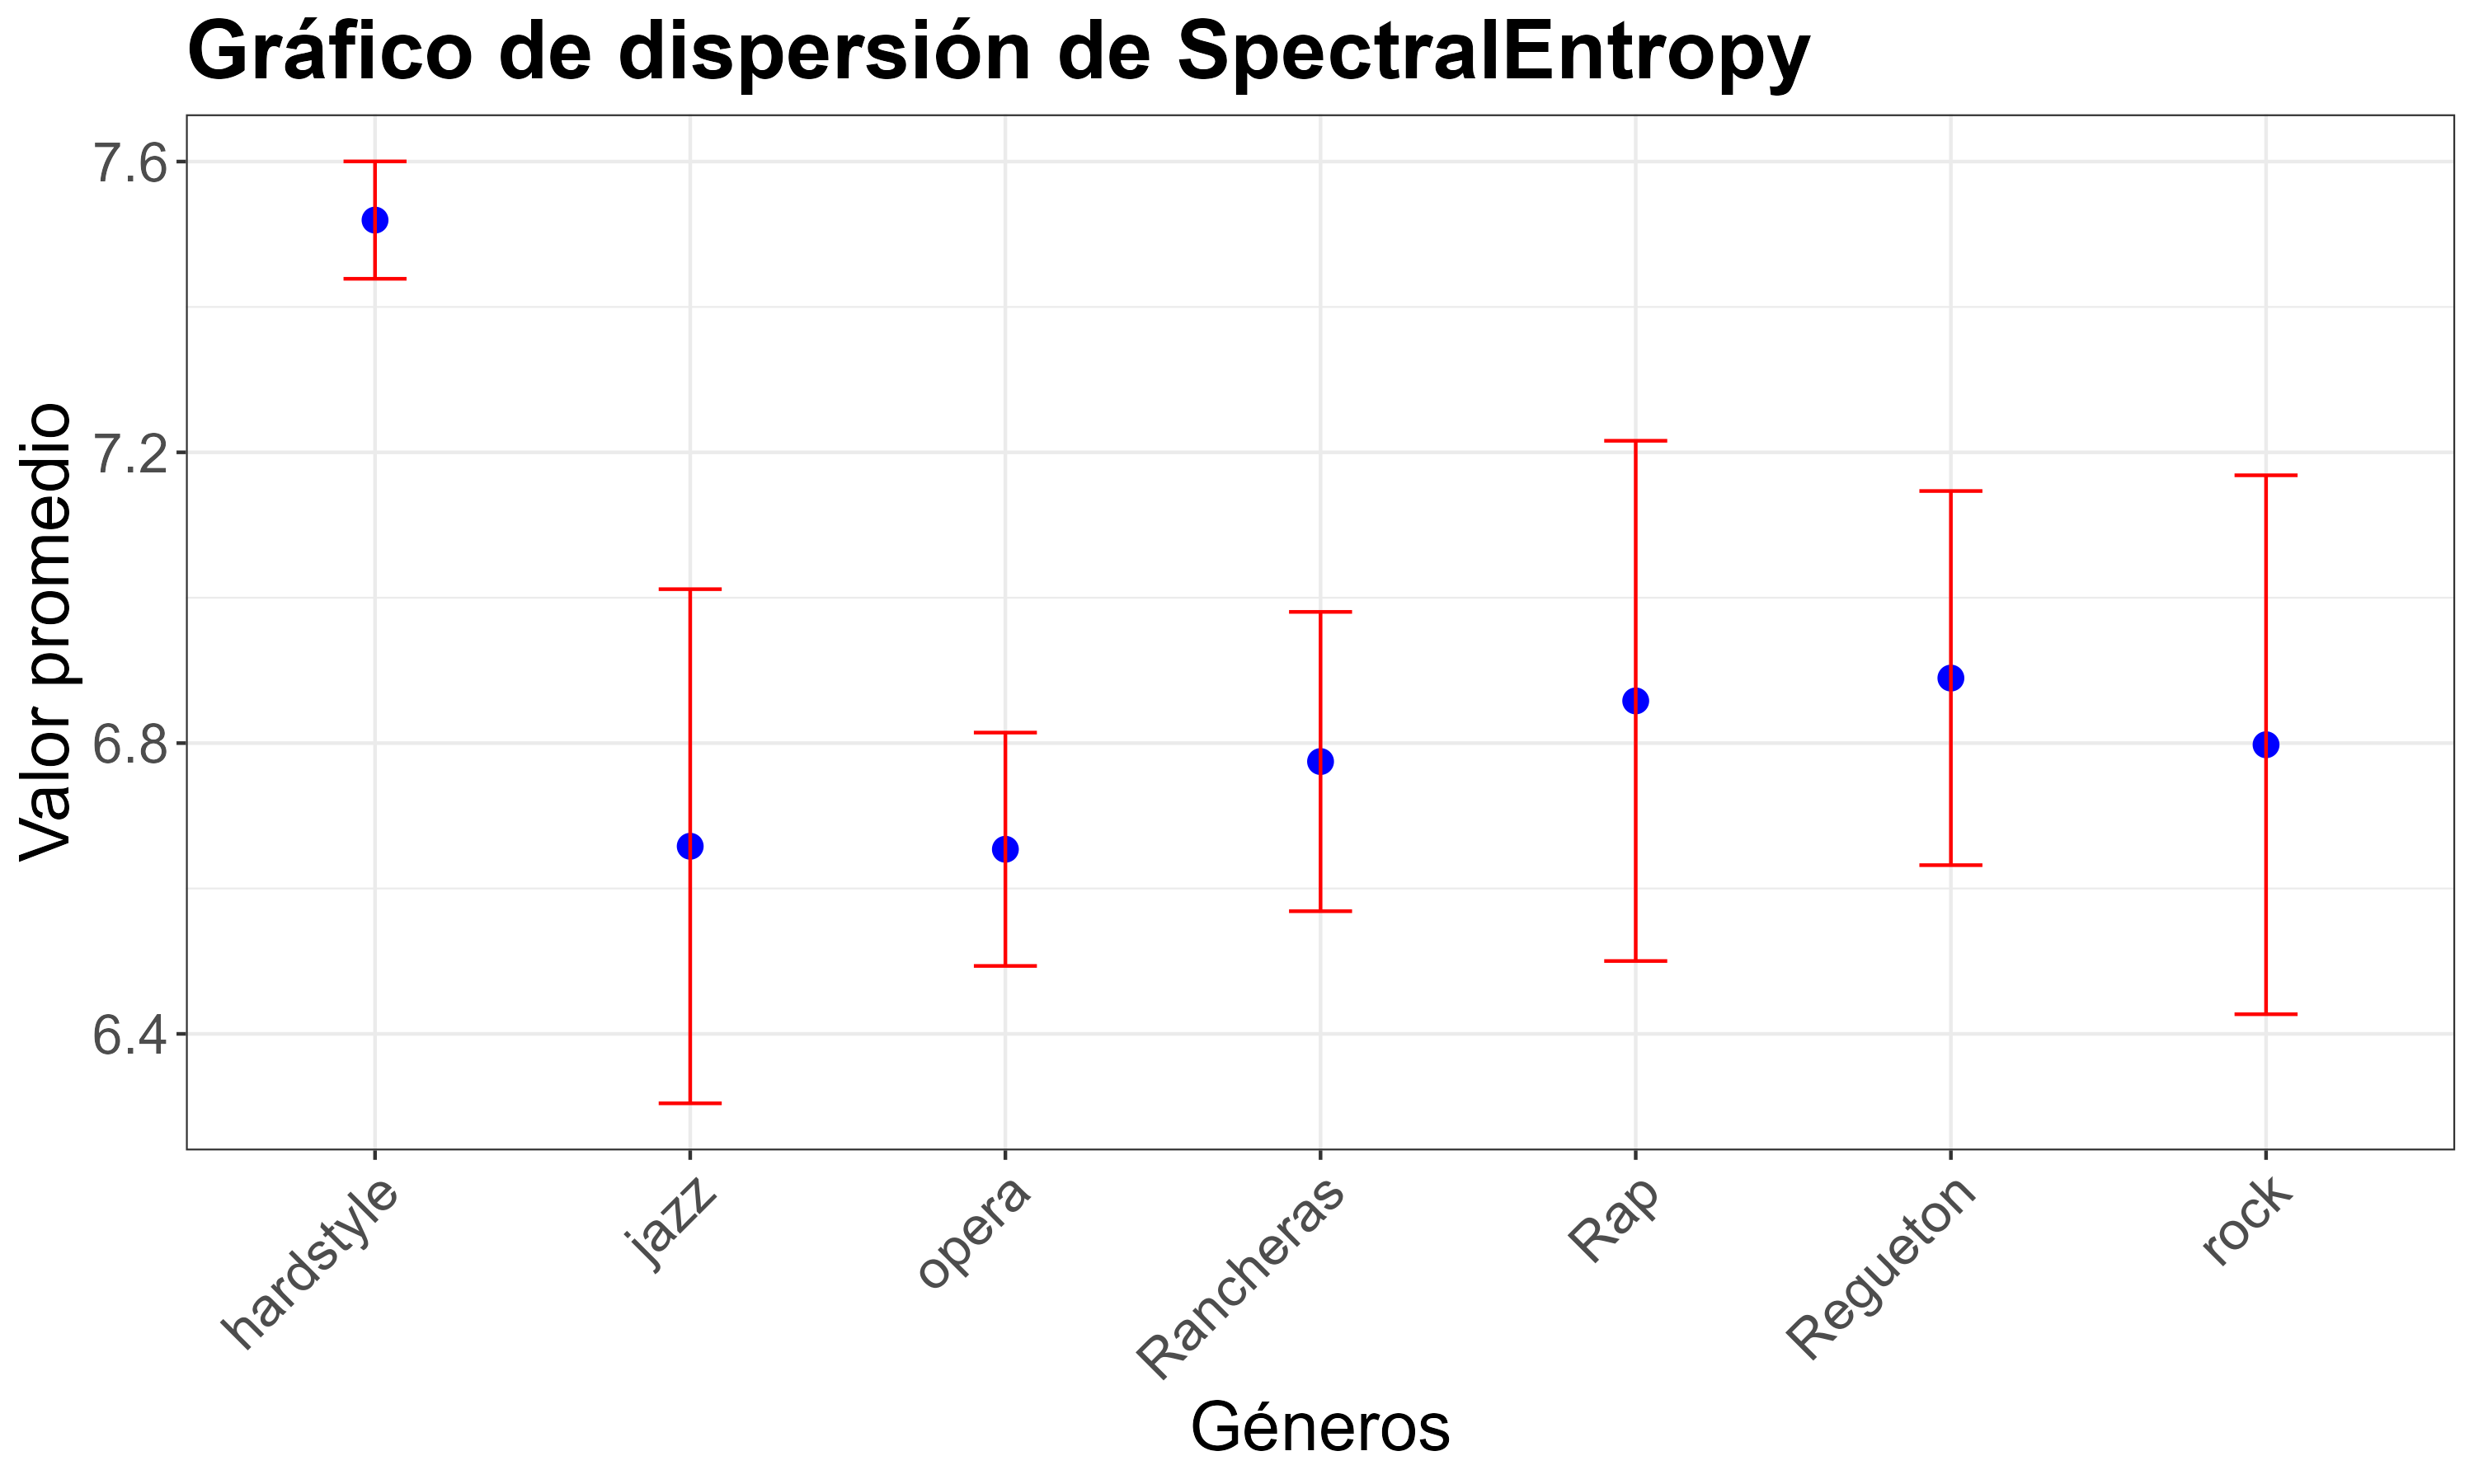 Gráfico de dispersión de SpectralEntropy
Valor promedio
7.6
7.2
6.8
6.4
hardstyle
jazz
opera
Rancheras
Rap
Regueton
rock
Géneros